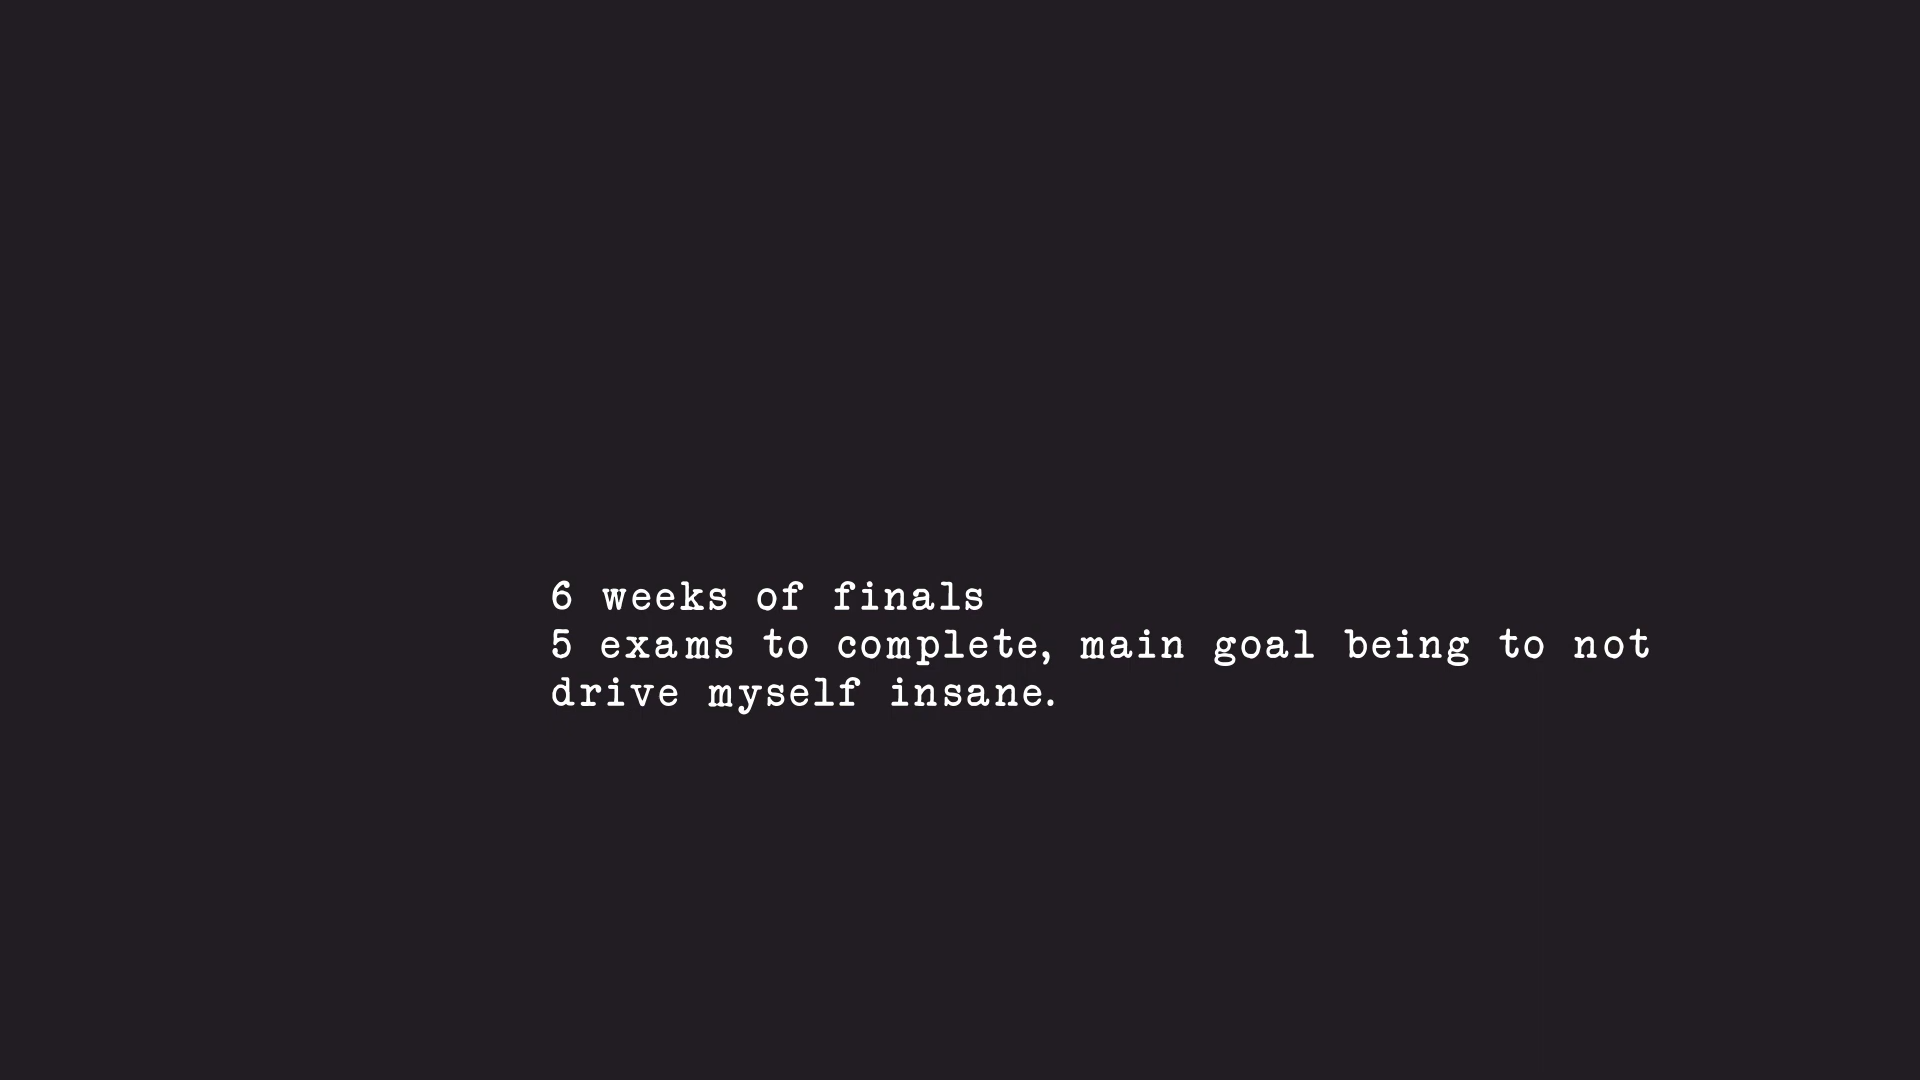 6 weeks of finals
5 exams to complete, main goal being to not
drive myself insane.